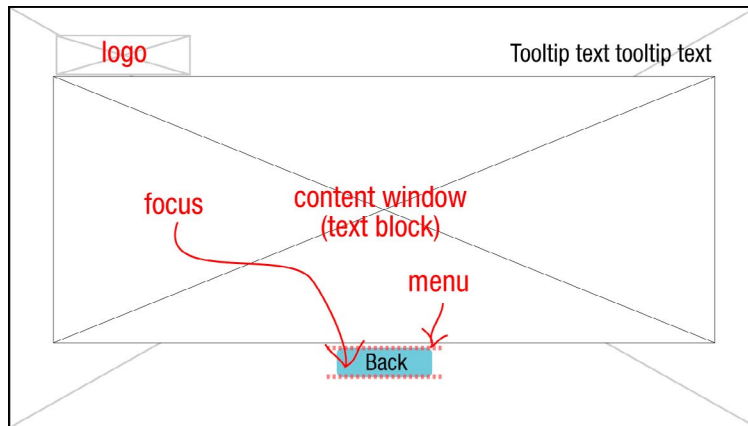 logo
Tooltip text tooltip text
focus
content window
(text block)
menu
Back